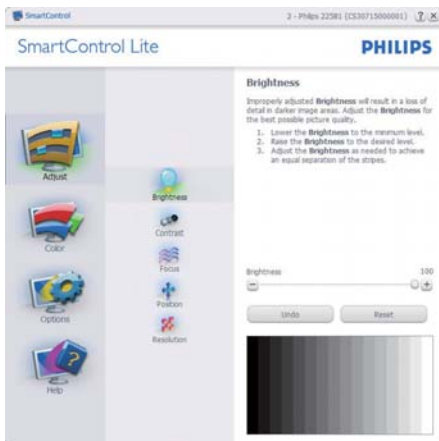 SmartControl
2 - Philips 225B1 (CS30715000001)
SmartControl Lite
PHILIPS
Adjust
Color
Options
Help
Brightness
Contrast
Focus
Position
Resolution
Brightness
Improperly adjusted Brightness will result in a loss of
detail in darker image areas. Adjust the Brightness for
the best possible picture quality.
1. Lower the Brightness to the minimum level.
2. Raise the Brightness to the desired level.
3. Adjust the Brightness as needed to achieve
an equal separation of the stripes.
Brightness 100
Undo Reset